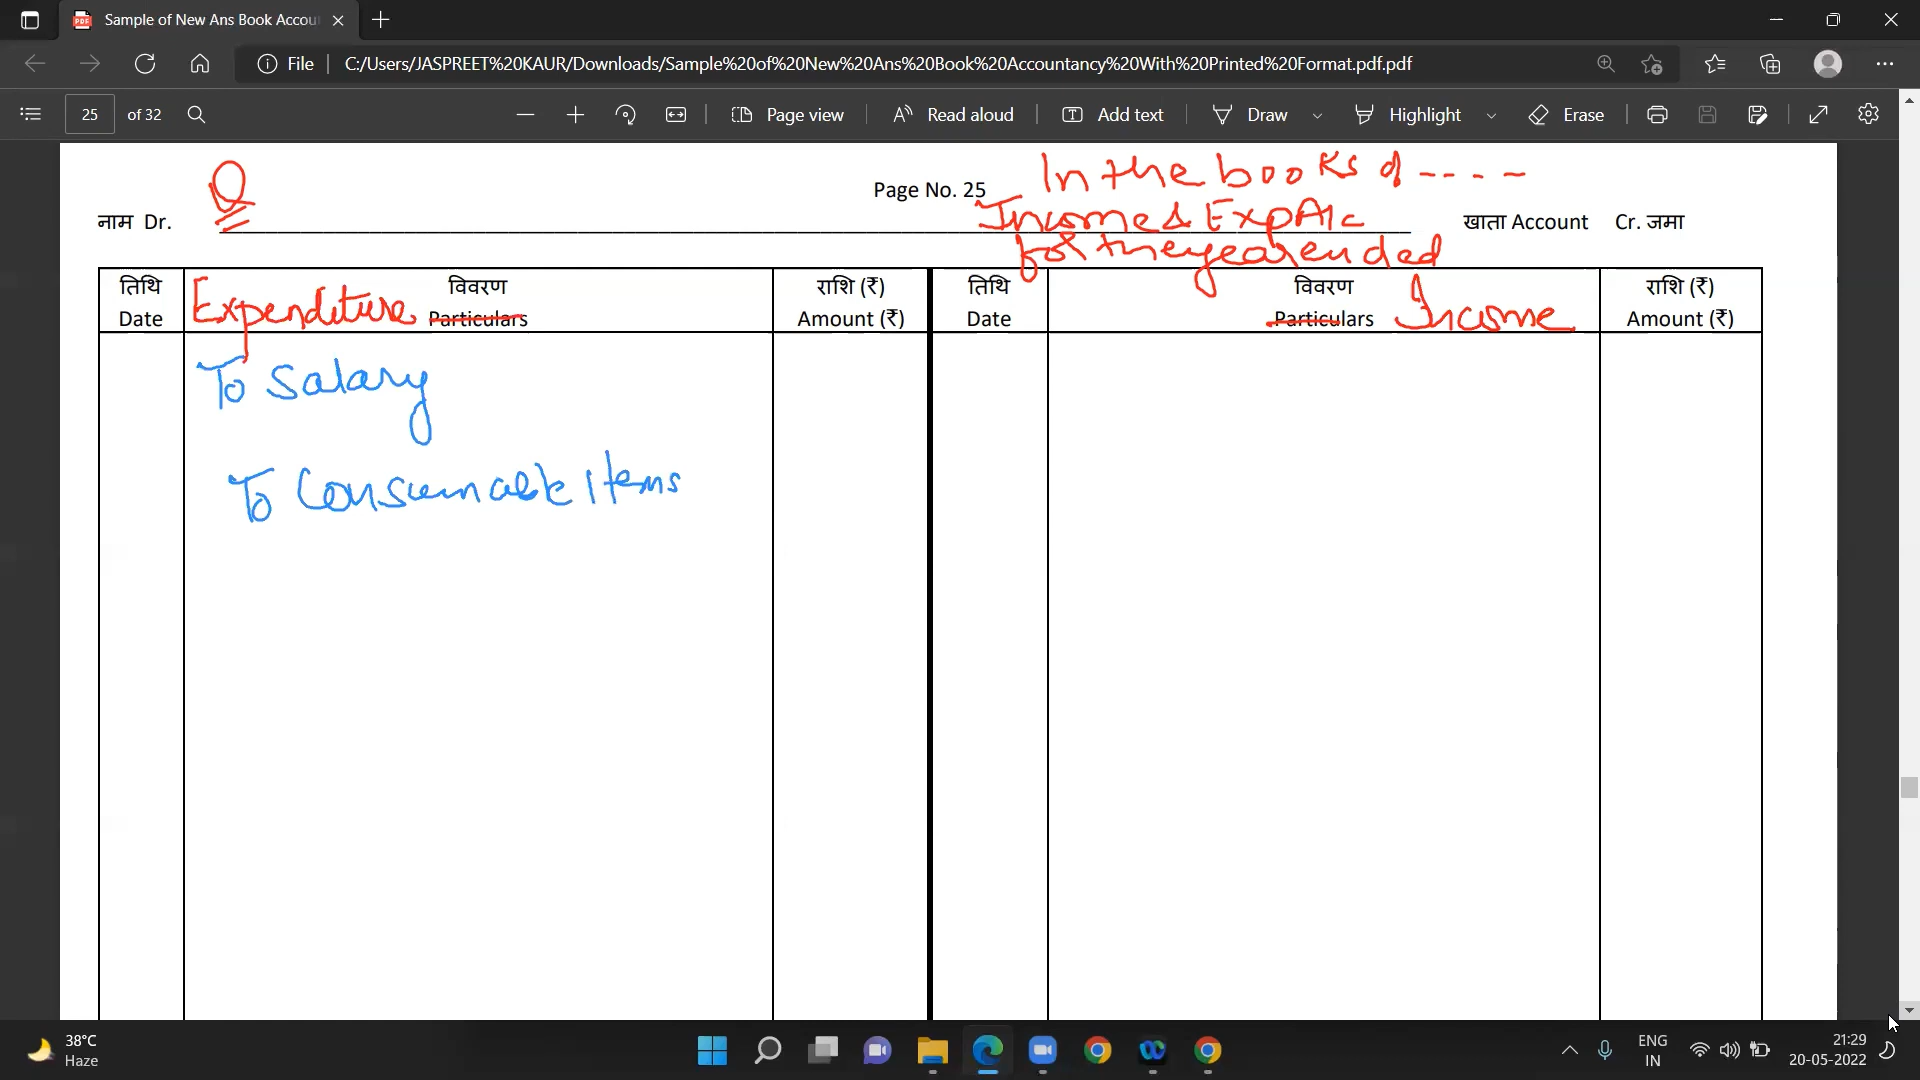 Sample of New Ans Book Accou
File C:/Users/JASPREET%20KAUR/Downloads/Sample%20of%20New%20Ans%20Book%20Accountancy%20With%20Printed%20Format.pdf.pdf
25 of 32 Page view Read aloud Add text Draw Highlight Erase
In the books of ----
Page No. 25
Income & Exp A/c
नाम Dr. खाता Account Cr. जमा
for the year ended
तिथि विवरण राशि (₹) तिथि विवरण राशि (₹)
Date Expenditure Particulars Amount (₹) Date Particulars Income Amount (₹)
To Salary
To Consumable Items
38°C
Haze
ENG
IN
21:29
20-05-2022